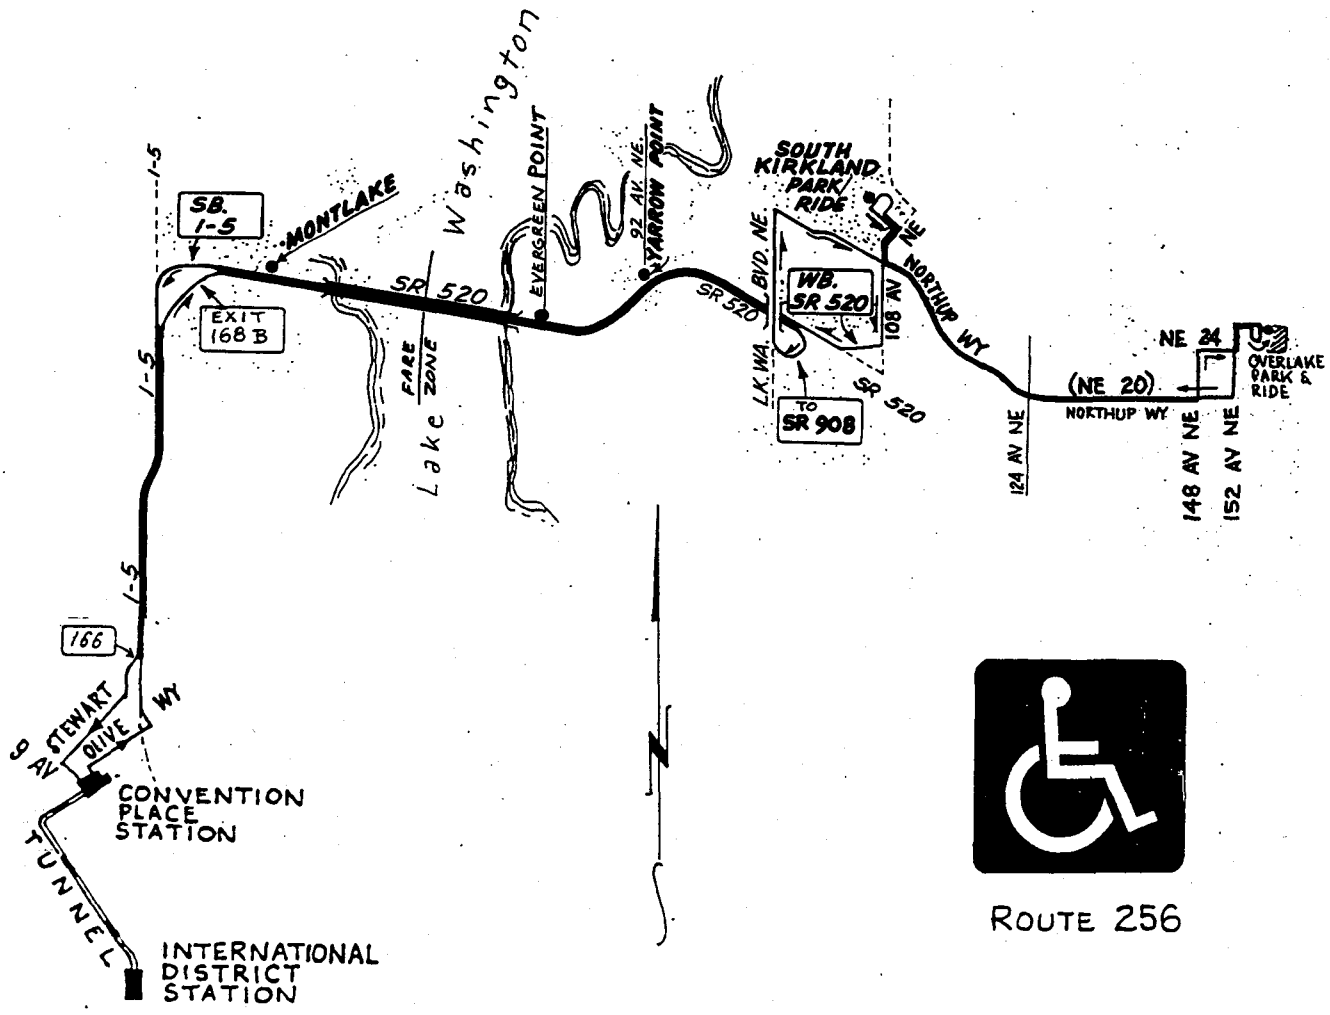 Lake
Washington
I-5
SB.
I-5
MONTLAKE
EXIT
168 B
SR 520
FARE
ZONE
EVERGREEN POINT
92 AV. NE.
YARROW POINT
SR 520
LK. WA. BVD. NE.
SOUTH
KIRKLAND
PARK
RIDE
WB.
SR 520
108 AV NE
NORTHUP WY
TO
SR 908
SR 520
124 AV NE
(NE 20)
NORTHUP WY
NE 24
148 AV NE
152 AV NE
OVERLAKE
PARK &
RIDE
I-5
I-5
166
STEWART
OLIVE WY
9 AV
CONVENTION
PLACE
STATION
TUNNEL
INTERNATIONAL
DISTRICT
STATION
N
ROUTE 256